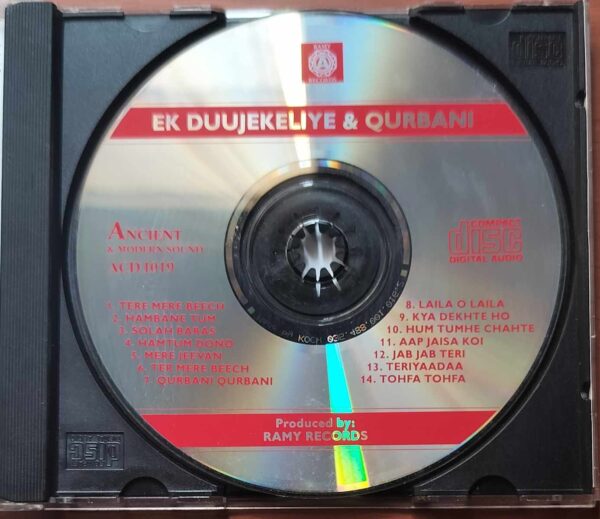 RAMY
RECORDS
EK DUUJEKELIYE & QURBANI
ANCIENT
& MODERN SOUND
ACD 1019
COMPACT
disc
DIGITAL AUDIO
1. TERE MERE BEECH
2. HAMBANE TUM
3. SOLAH BARAS
4. HAMTUM DONO
5. MERE JEEVAN
6. TER MERE BEECH
7. QURBANI QURBANI
8. LAILA O LAILA
9. KYA DEKHTE HO
10. HUM TUMHE CHAHTE
11. AAP JAISA KOI
12. JAB JAB TERI
13. TERIYAADAA
14. TOHFA TOHFA
KOCH
Produced by:
RAMY RECORDS
disc
disc